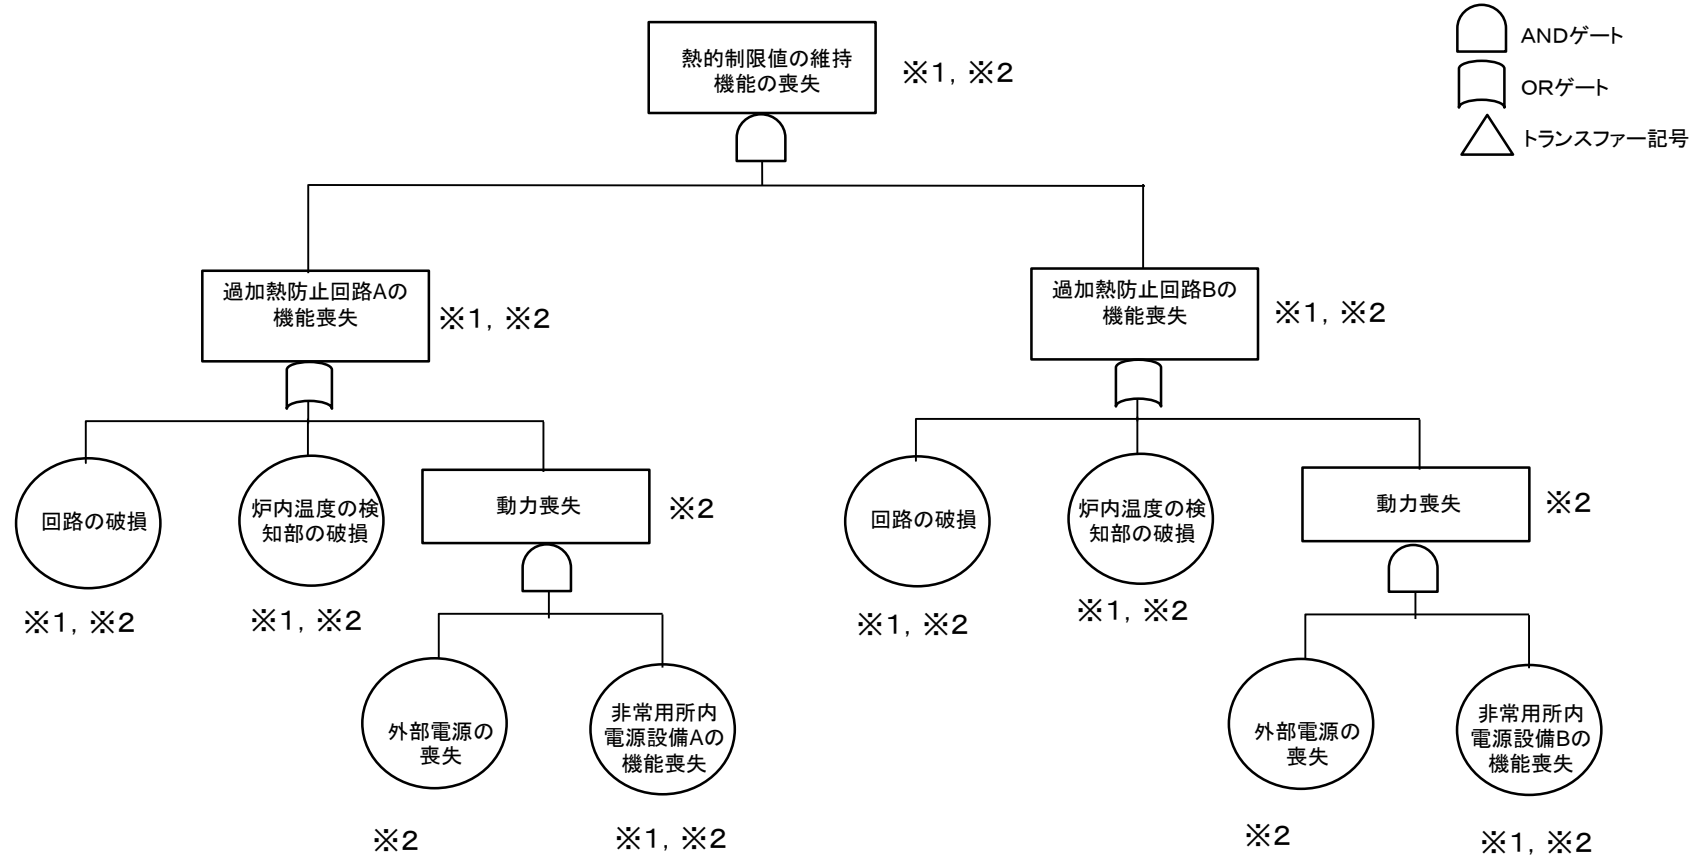 ANDゲート
ORゲート
トランスファー記号
熱的制限値の維持
機能の喪失
※1, ※2
過加熱防止回路Aの
機能喪失
※1, ※2
過加熱防止回路Bの
機能喪失
※1, ※2
回路の破損
※1, ※2
炉内温度の検
知部の破損
※1, ※2
動力喪失
※2
回路の破損
※1, ※2
炉内温度の検
知部の破損
※1, ※2
動力喪失
※2
外部電源の
喪失
※2
非常用所内
電源設備Aの
機能喪失
※1, ※2
外部電源の
喪失
※2
非常用所内
電源設備Bの
機能喪失
※1, ※2